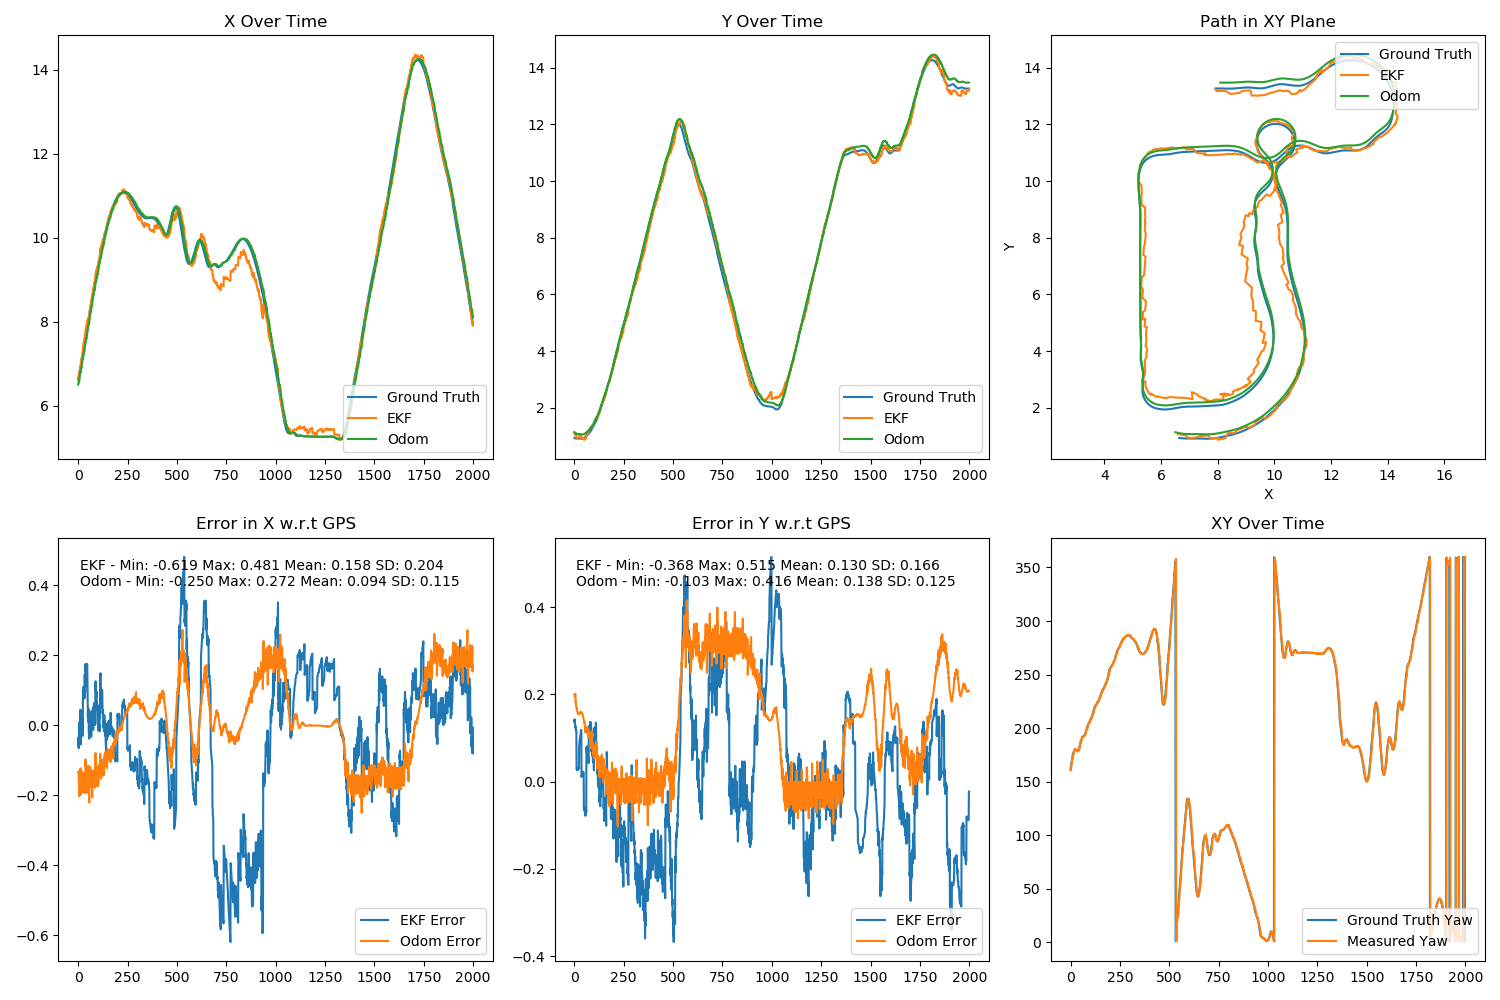 X Over Time
14
12
10
8
6
0 250 500 750 1000 1250 1500 1750 2000
Ground Truth
EKF
Odom
Y Over Time
14
12
10
8
6
4
2
0 250 500 750 1000 1250 1500 1750 2000
Ground Truth
EKF
Odom
Path in XY Plane
14
12
10
8
6
4
2
Y
4 6 8 10 12 14 16
X
Ground Truth
EKF
Odom
Error in X w.r.t GPS
EKF - Min: -0.619 Max: 0.481 Mean: 0.158 SD: 0.204
Odom - Min: -0.250 Max: 0.272 Mean: 0.094 SD: 0.115
0.4
0.2
0.0
−0.2
−0.4
−0.6
0 250 500 750 1000 1250 1500 1750 2000
EKF Error
Odom Error
Error in Y w.r.t GPS
EKF - Min: -0.368 Max: 0.515 Mean: 0.130 SD: 0.166
Odom - Min: -0.103 Max: 0.416 Mean: 0.138 SD: 0.125
0.4
0.2
0.0
−0.2
−0.4
0 250 500 750 1000 1250 1500 1750 2000
EKF Error
Odom Error
XY Over Time
350
300
250
200
150
100
50
0
0 250 500 750 1000 1250 1500 1750 2000
Ground Truth Yaw
Measured Yaw